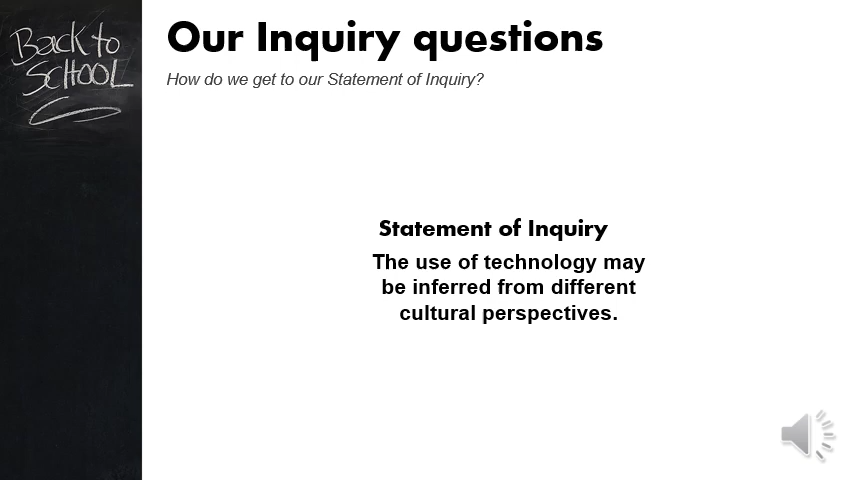 Back to
SCHOOL
Our Inquiry questions
How do we get to our Statement of Inquiry?
Statement of Inquiry
The use of technology may
be inferred from different
cultural perspectives.